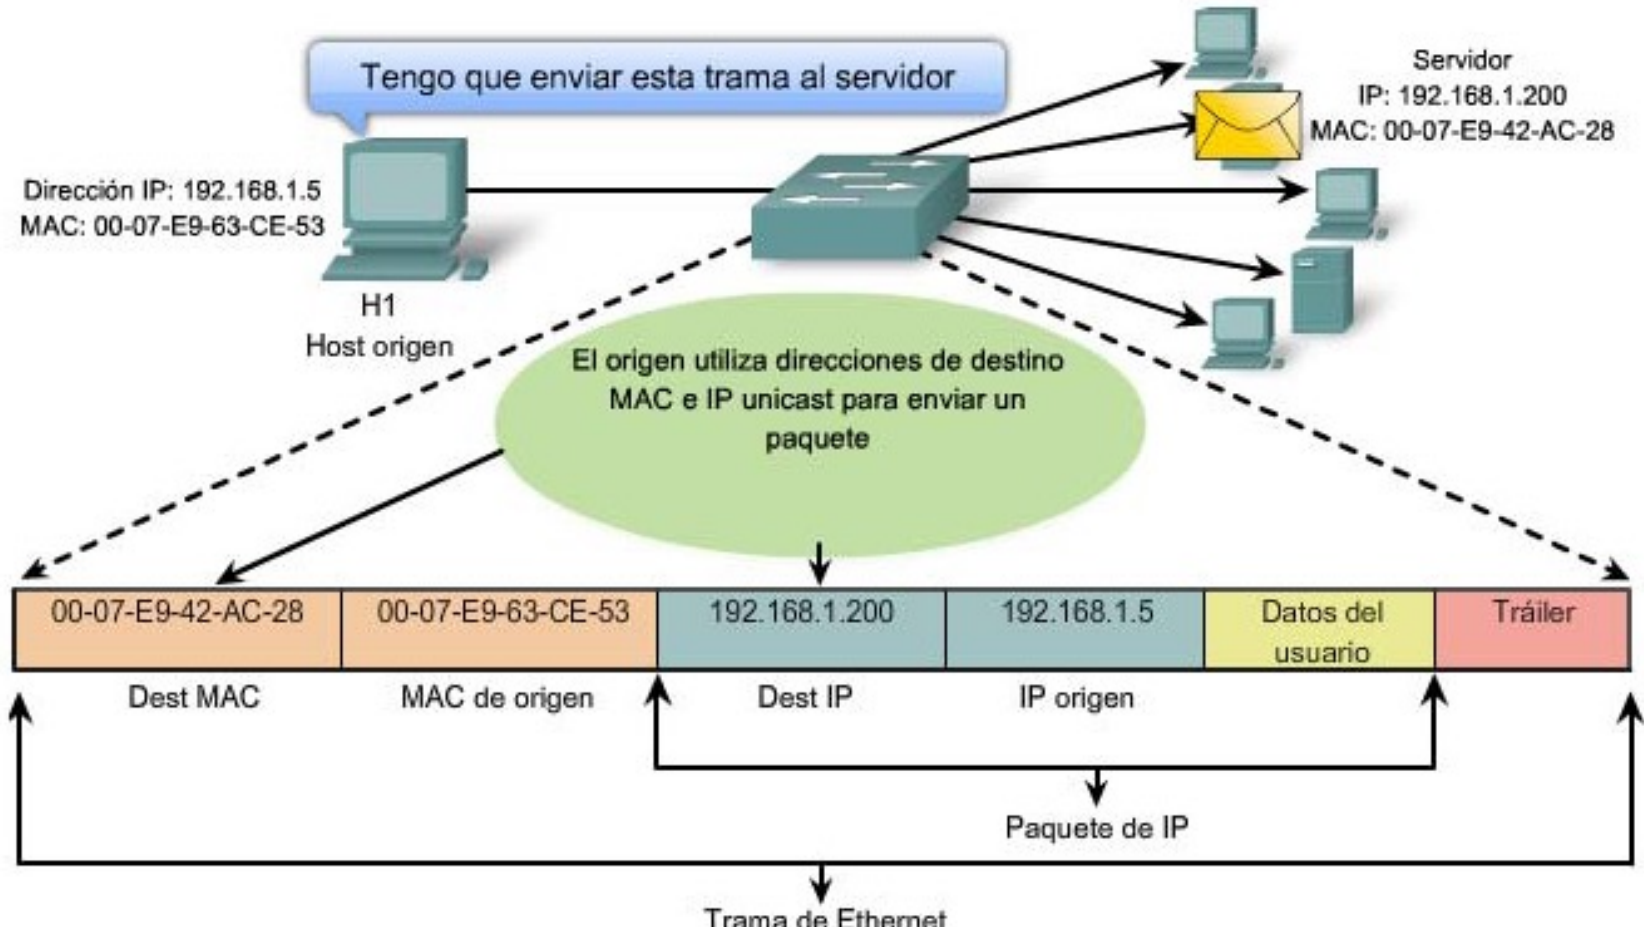 Tengo que enviar esta trama al servidor
Servidor
IP: 192.168.1.200
MAC: 00-07-E9-42-AC-28
Dirección IP: 192.168.1.5
MAC: 00-07-E9-63-CE-53
H1
Host origen
El origen utiliza direcciones de destino
MAC e IP unicast para enviar un
paquete
00-07-E9-42-AC-28
00-07-E9-63-CE-53
192.168.1.200
192.168.1.5
Datos del
usuario
Tráiler
Dest MAC
MAC de origen
Dest IP
IP origen
Paquete de IP
Trama de Ethernet